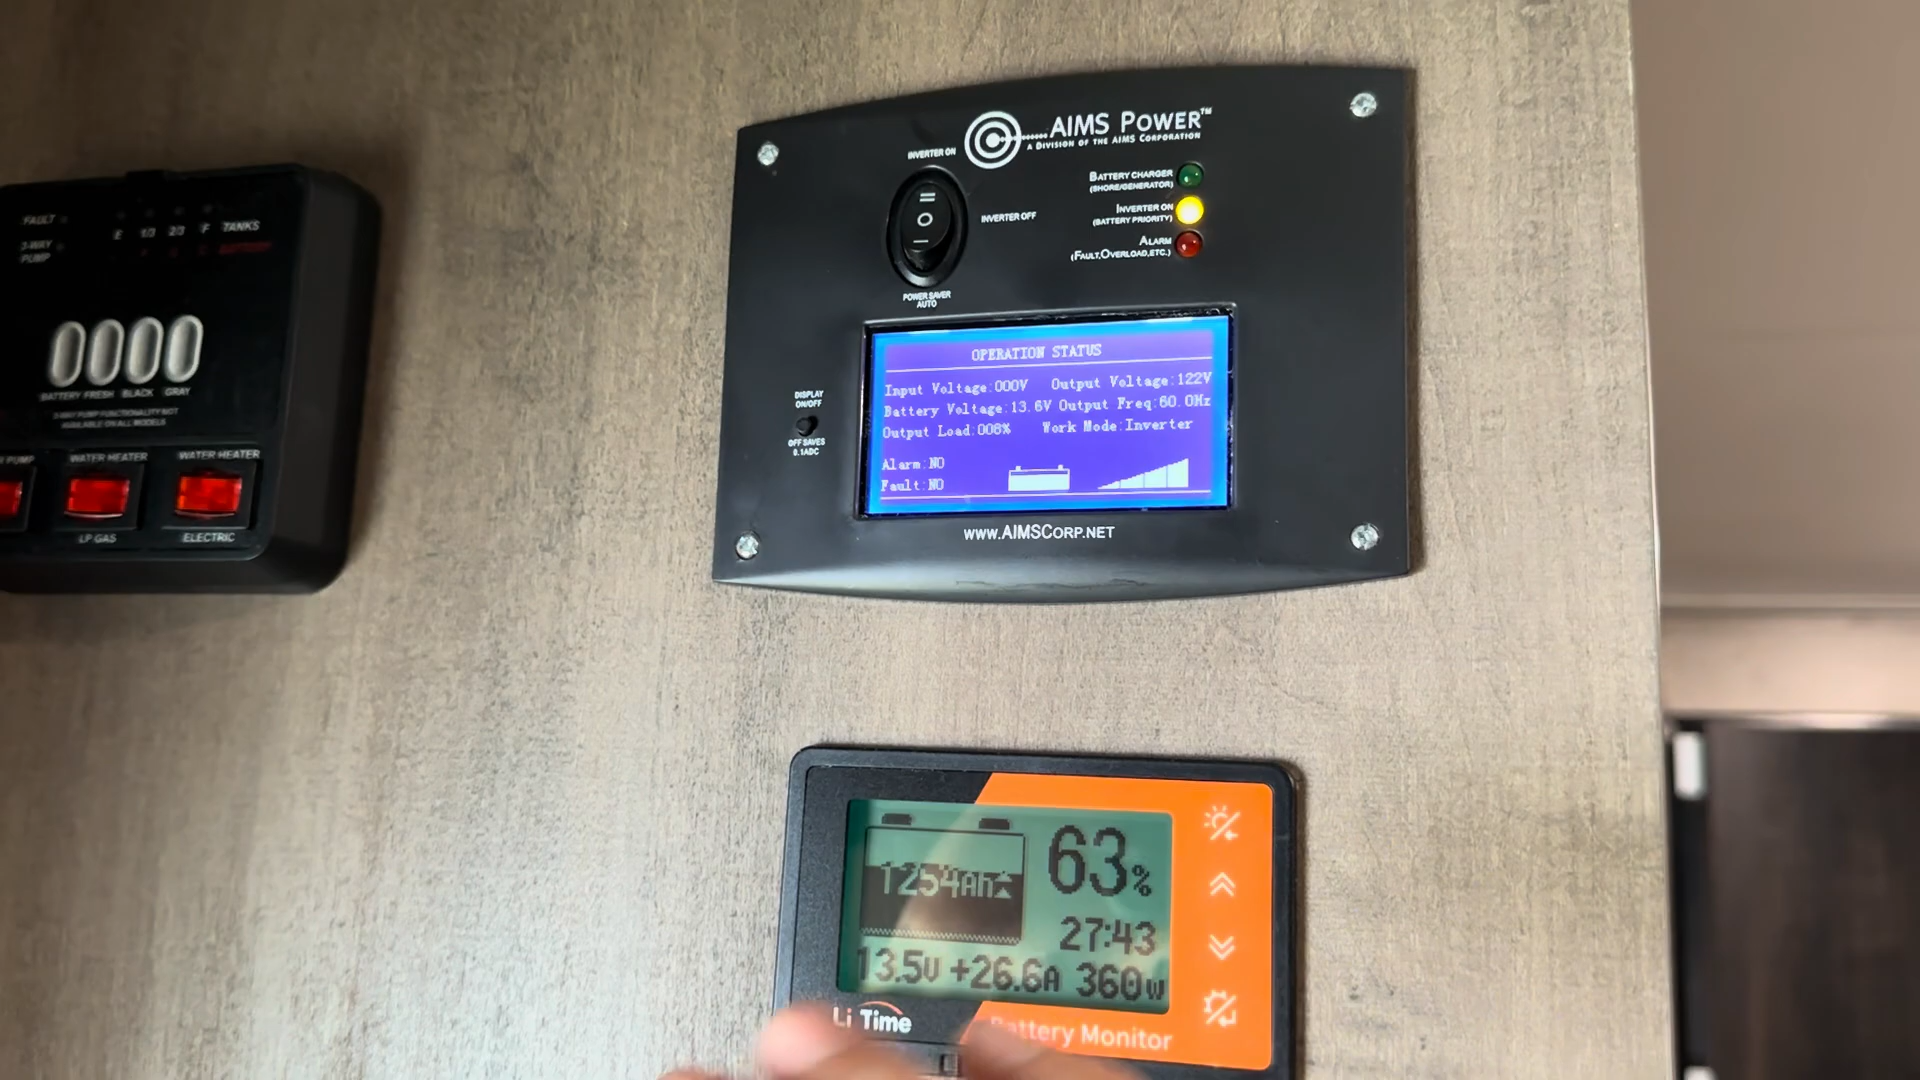 FAULT
3-WAY
PUMP
E 1/3 2/3 F TANKS
BATTERY
BATTERY FRESH BLACK GRAY
3-WAY PUMP FUNCTIONALITY NOT
AVAILABLE ON ALL MODELS
PUMP
WATER HEATER
WATER HEATER
LP GAS
ELECTRIC
AIMS POWER™
A DIVISION OF THE AIMS CORPORATION
INVERTER ON
INVERTER OFF
POWER SAVER
AUTO
BATTERY CHARGER
(SHORE/GENERATOR)
INVERTER ON
(BATTERY PRIORITY)
ALARM
(FAULT,OVERLOAD,ETC.)
DISPLAY
ON/OFF
OFF SAVES
0.1ADC
OPERATION STATUS
Input Voltage:000V Output Voltage:122V
Battery Voltage:13.6V Output Freq:60.0Hz
Output Load:008% Work Mode:Inverter
Alarm:NO
Fault:NO
WWW.AIMSCORP.NET
1254Ah
63%
27:43
13.5V +26.6A 360W
Li Time
Battery Monitor